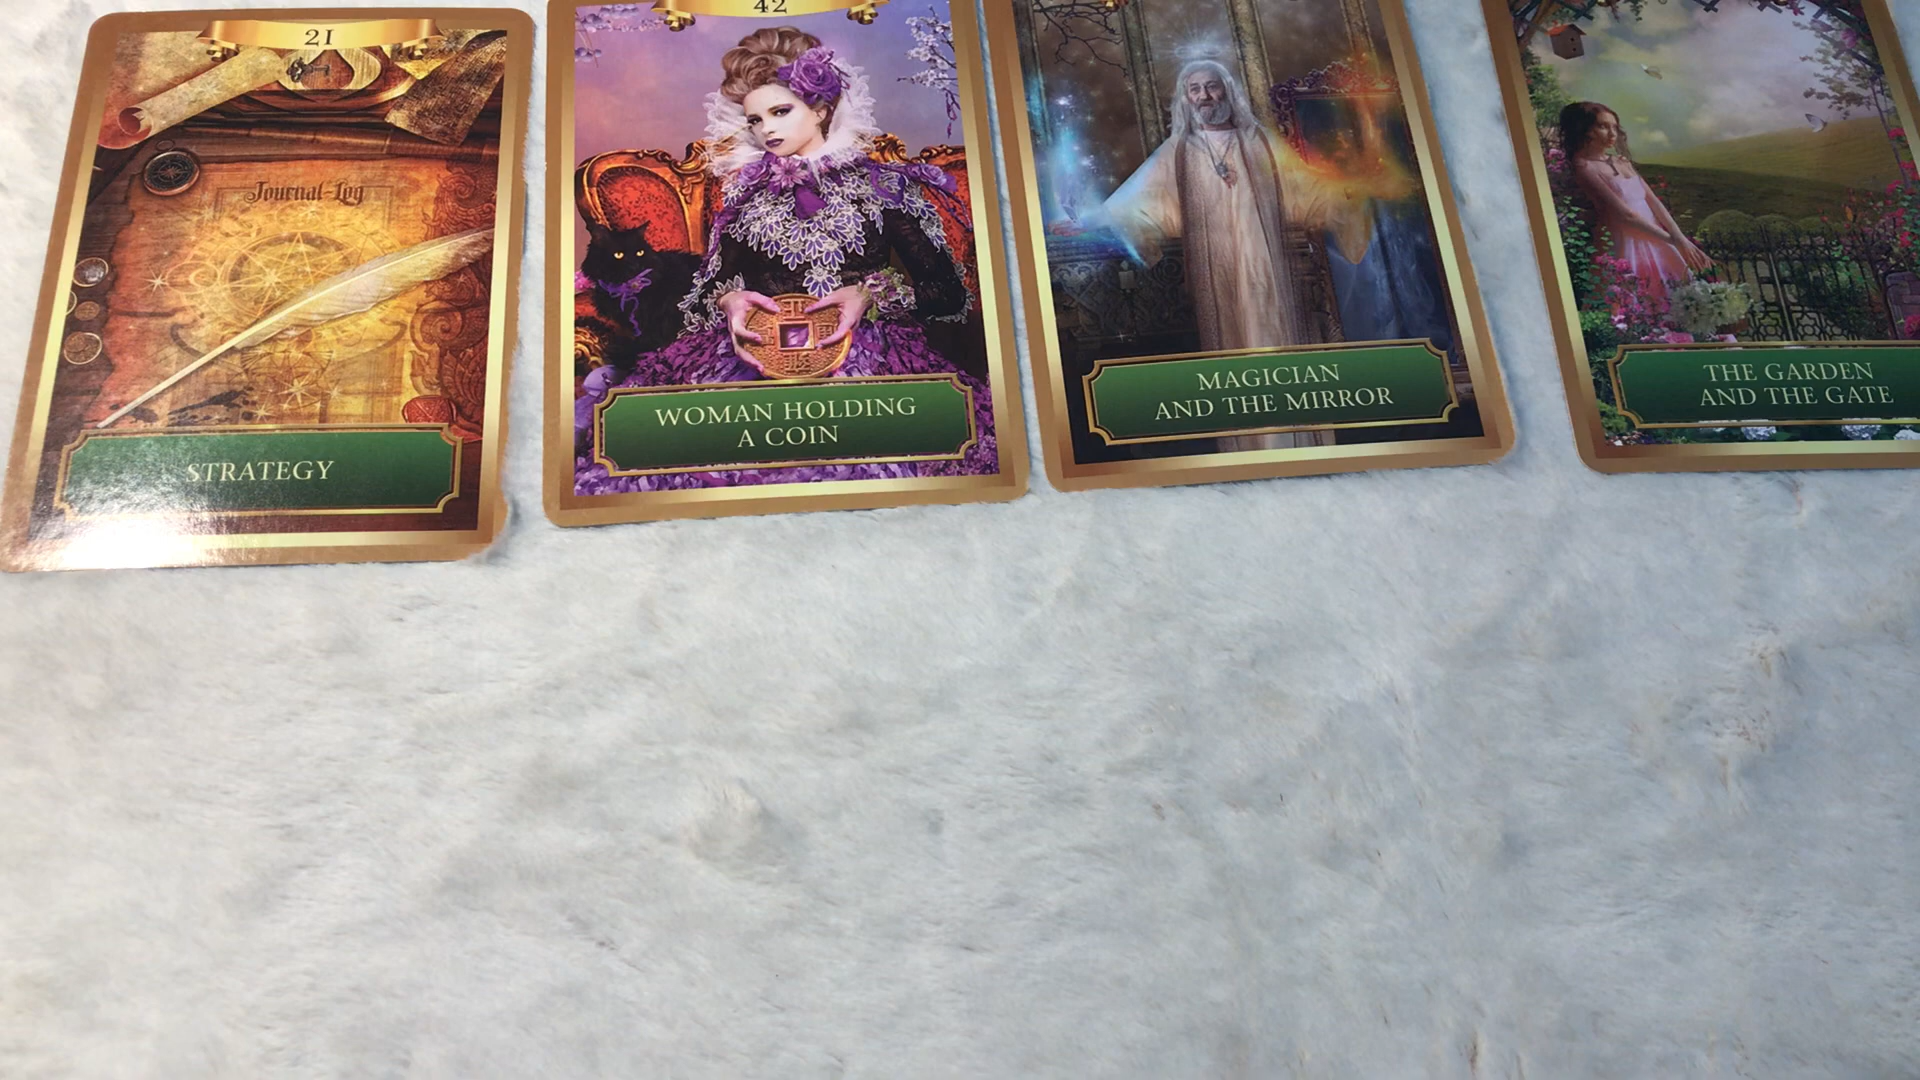 21
Journal-Log
STRATEGY
42
WOMAN HOLDING
A COIN
MAGICIAN
AND THE MIRROR
THE GARDEN
AND THE GATE